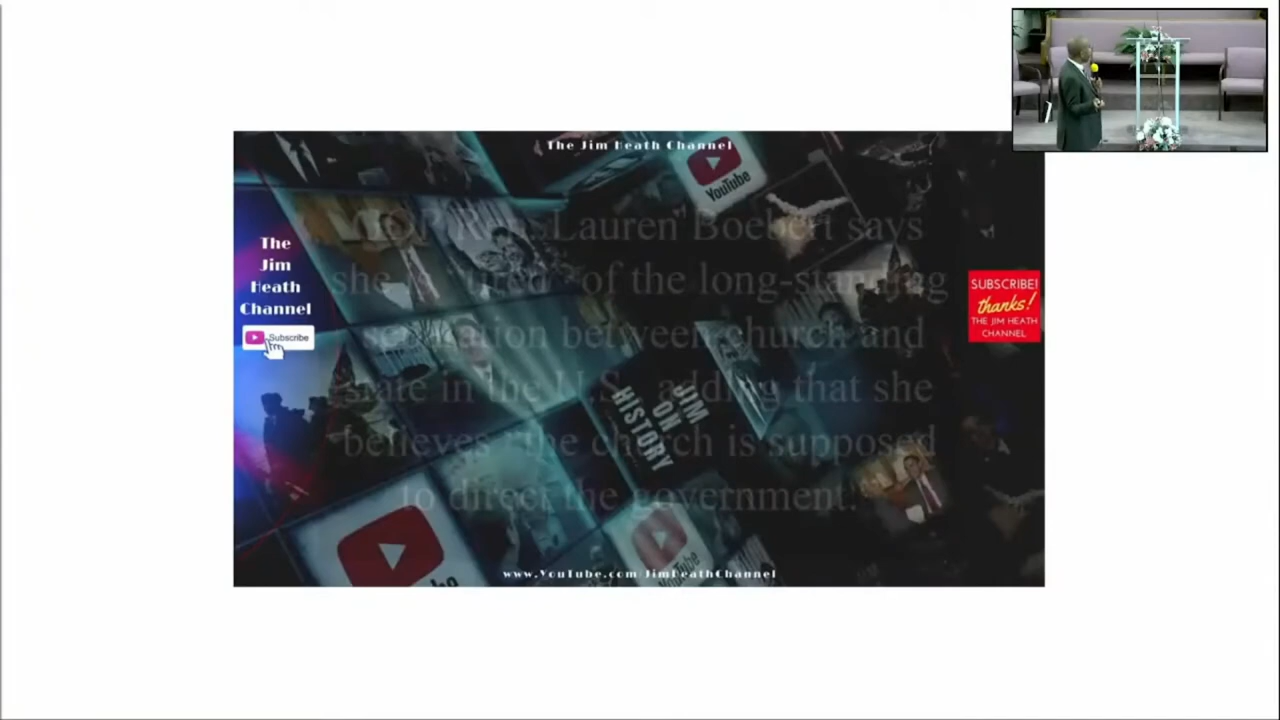 The Jim Heath Channel
YouTube
GOP Rep. Lauren Boebert says
she is "tired" of the long-standing
separation between church and
state in the U.S., adding that she
believes "the church is supposed
to direct the government."
The
Jim
Heath
Channel
Subscribe
SUBSCRIBE!
thanks!
THE JIM HEATH
CHANNEL
JIM
ON
HISTORY
YouTube
www.YouTube.com/JimHeathChannel